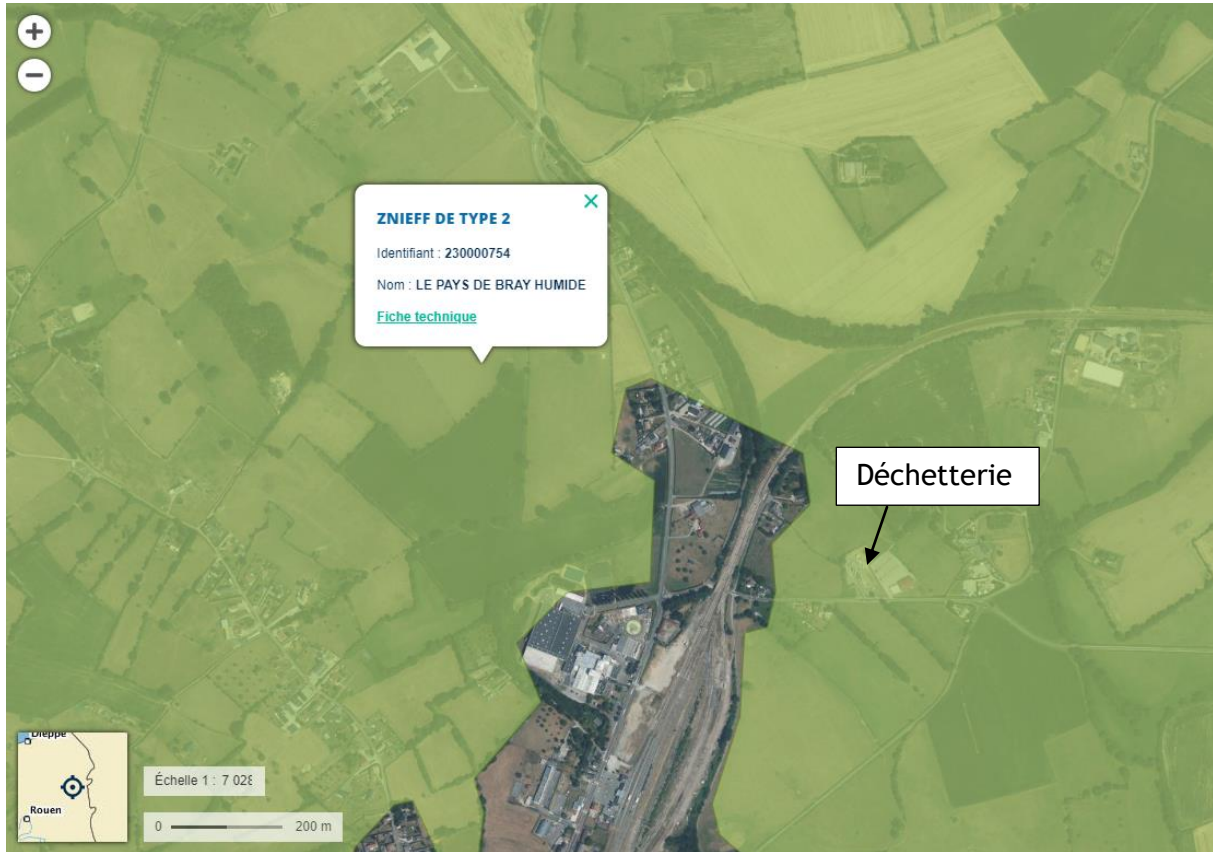 +
−
ZNIEFF DE TYPE 2
Identifiant : 230000754
Nom : LE PAYS DE BRAY HUMIDE
Fiche technique
Déchetterie
Dieppe
Rouen
Échelle 1 : 7 028
0 200 m